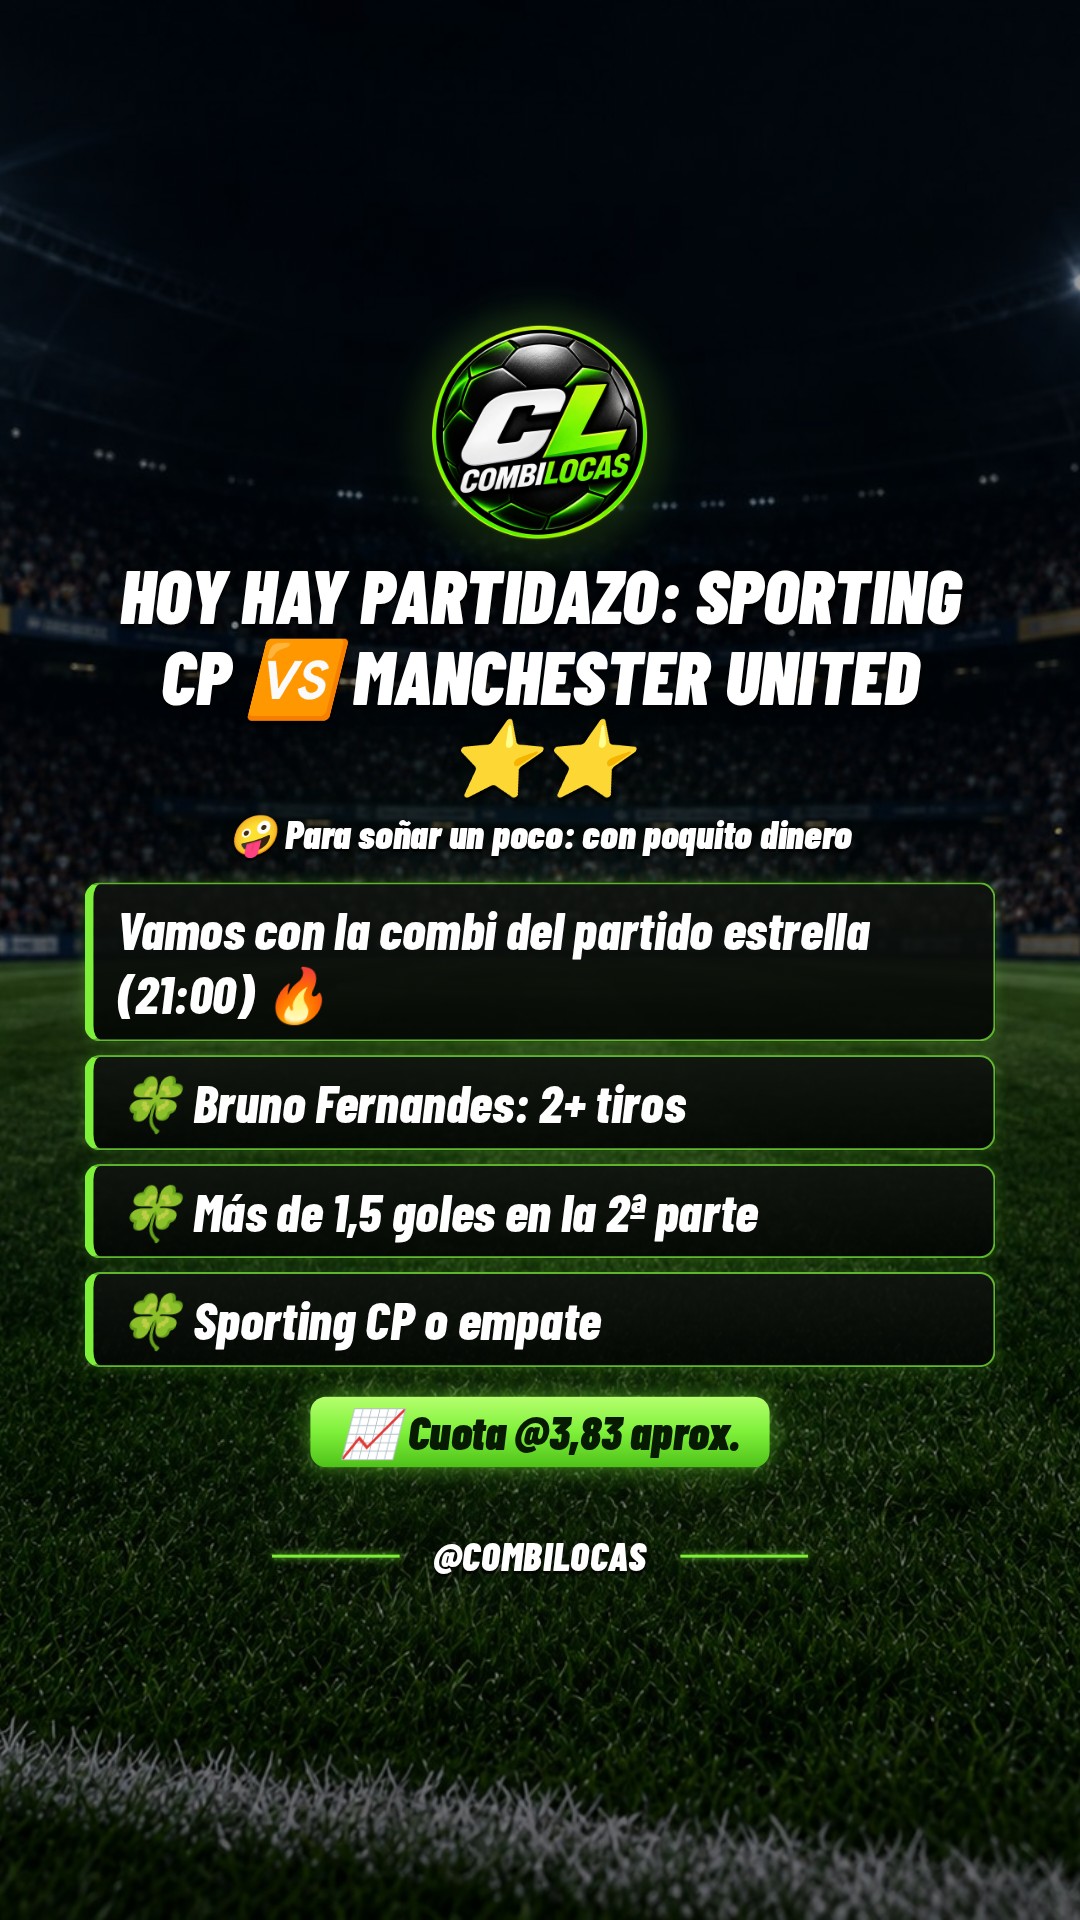 CL
COMBILOCAS
HOY HAY PARTIDAZO: SPORTING
CP 🆚 MANCHESTER UNITED
⭐⭐
🤪 Para soñar un poco: con poquito dinero
Vamos con la combi del partido estrella
(21:00) 🔥
🍀 Bruno Fernandes: 2+ tiros
🍀 Más de 1,5 goles en la 2ª parte
🍀 Sporting CP o empate
📈 Cuota @3,83 aprox.
@COMBILOCAS